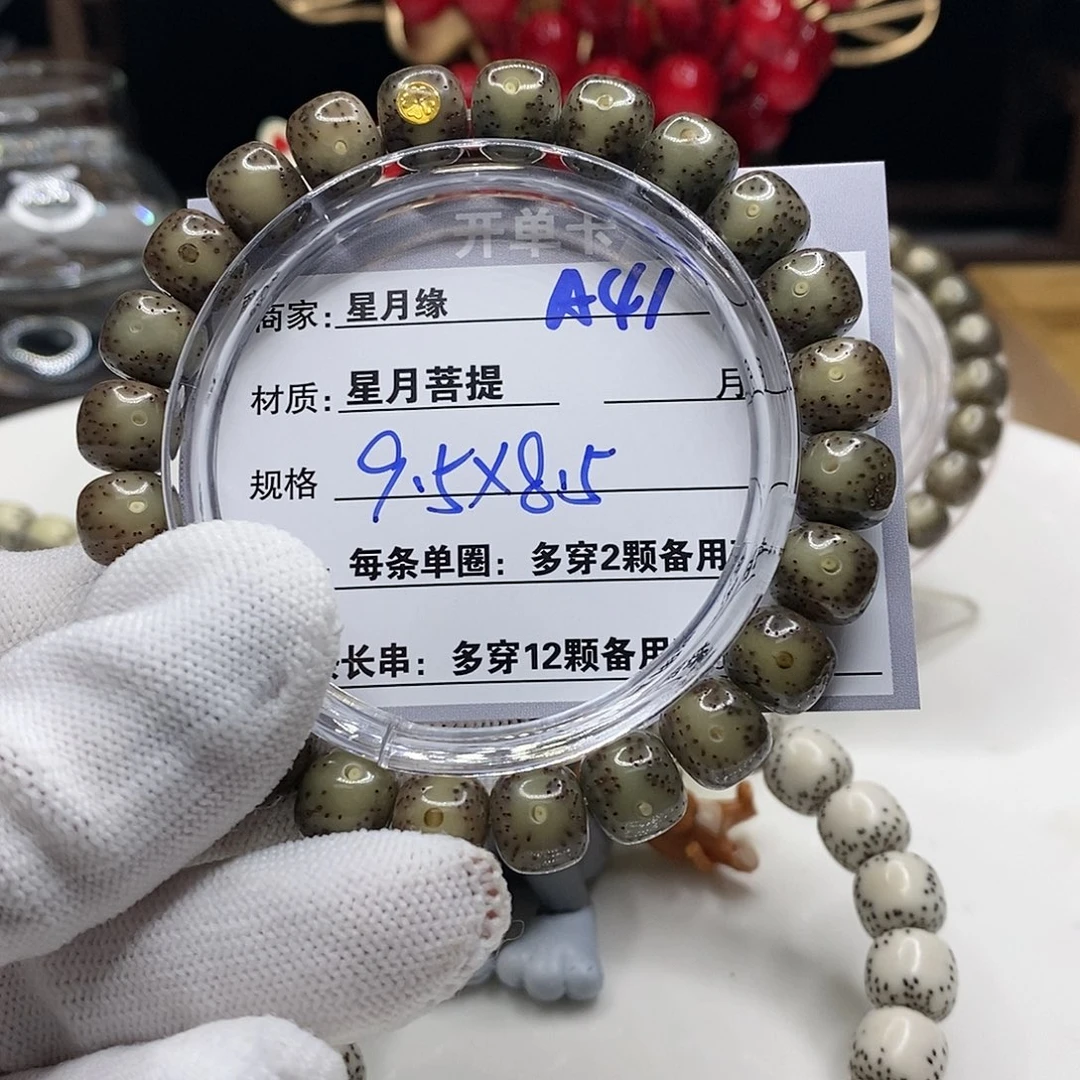 开单卡
商家：星月缘 A41
材质：星月菩提 月
规格 9.5X8.5
每条单圈：多穿2颗备用
长串：多穿12颗备用